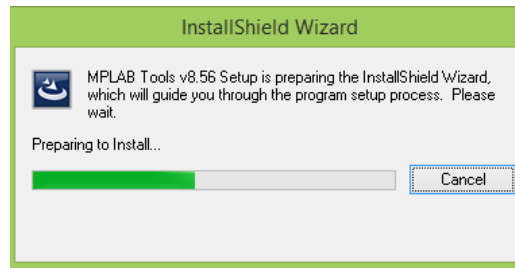 InstallShield Wizard
MPLAB Tools v8.56 Setup is preparing the InstallShield Wizard,
which will guide you through the program setup process. Please
wait.
Preparing to Install...
Cancel